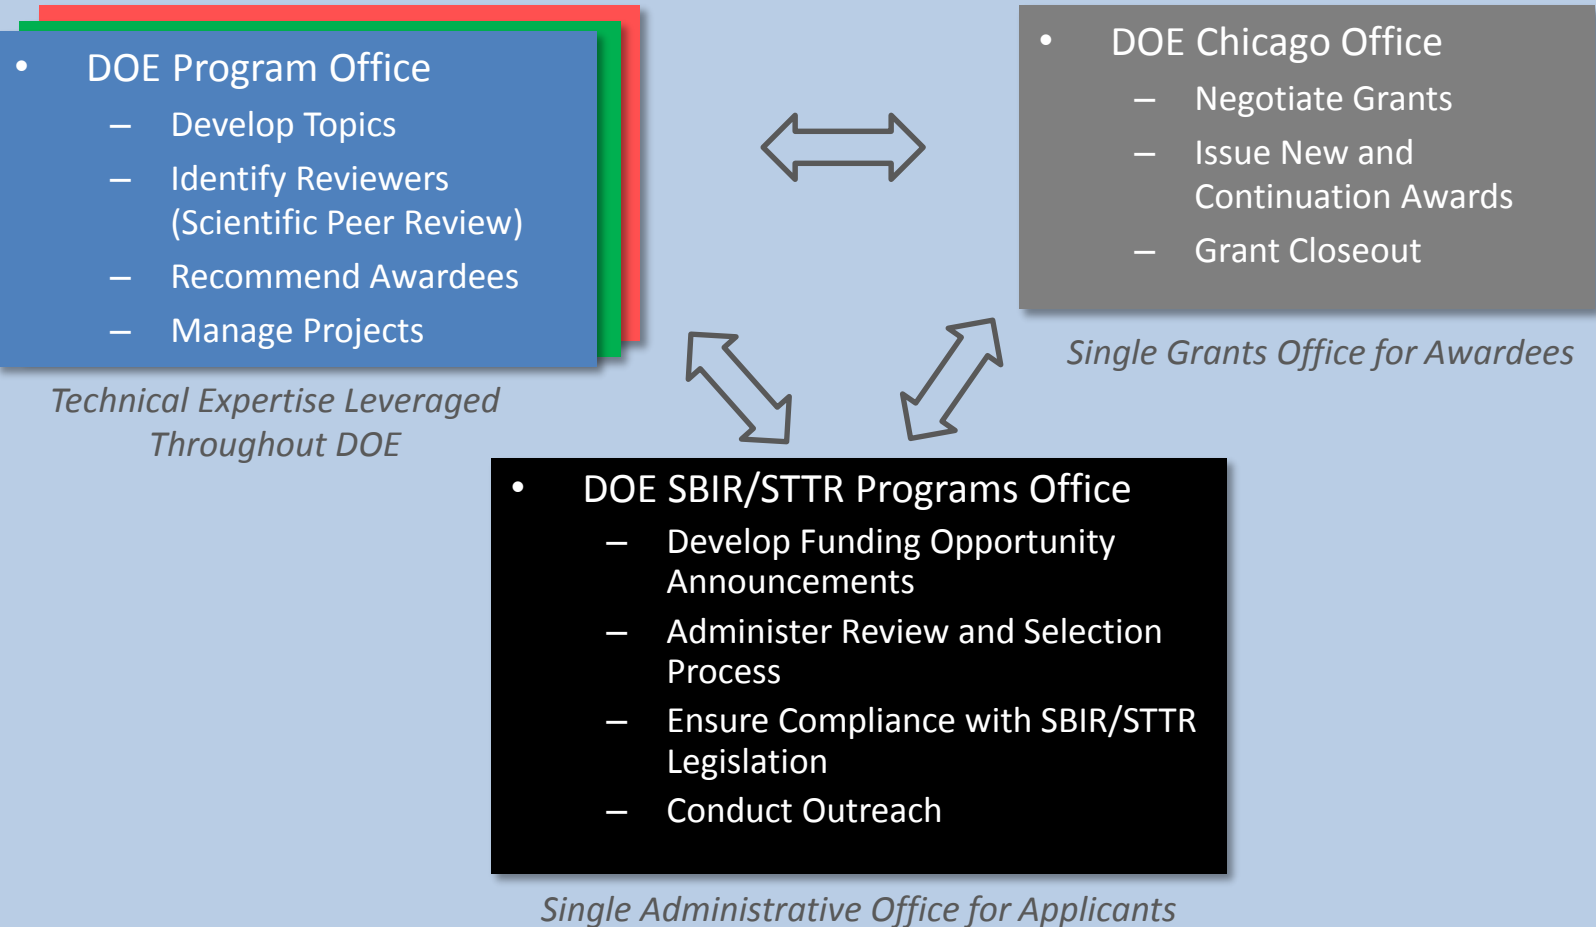 • DOE Program Office
– Develop Topics
– Identify Reviewers
(Scientific Peer Review)
– Recommend Awardees
– Manage Projects
Technical Expertise Leveraged
Throughout DOE
• DOE Chicago Office
– Negotiate Grants
– Issue New and
Continuation Awards
– Grant Closeout
Single Grants Office for Awardees
• DOE SBIR/STTR Programs Office
– Develop Funding Opportunity
Announcements
– Administer Review and Selection
Process
– Ensure Compliance with SBIR/STTR
Legislation
– Conduct Outreach
Single Administrative Office for Applicants